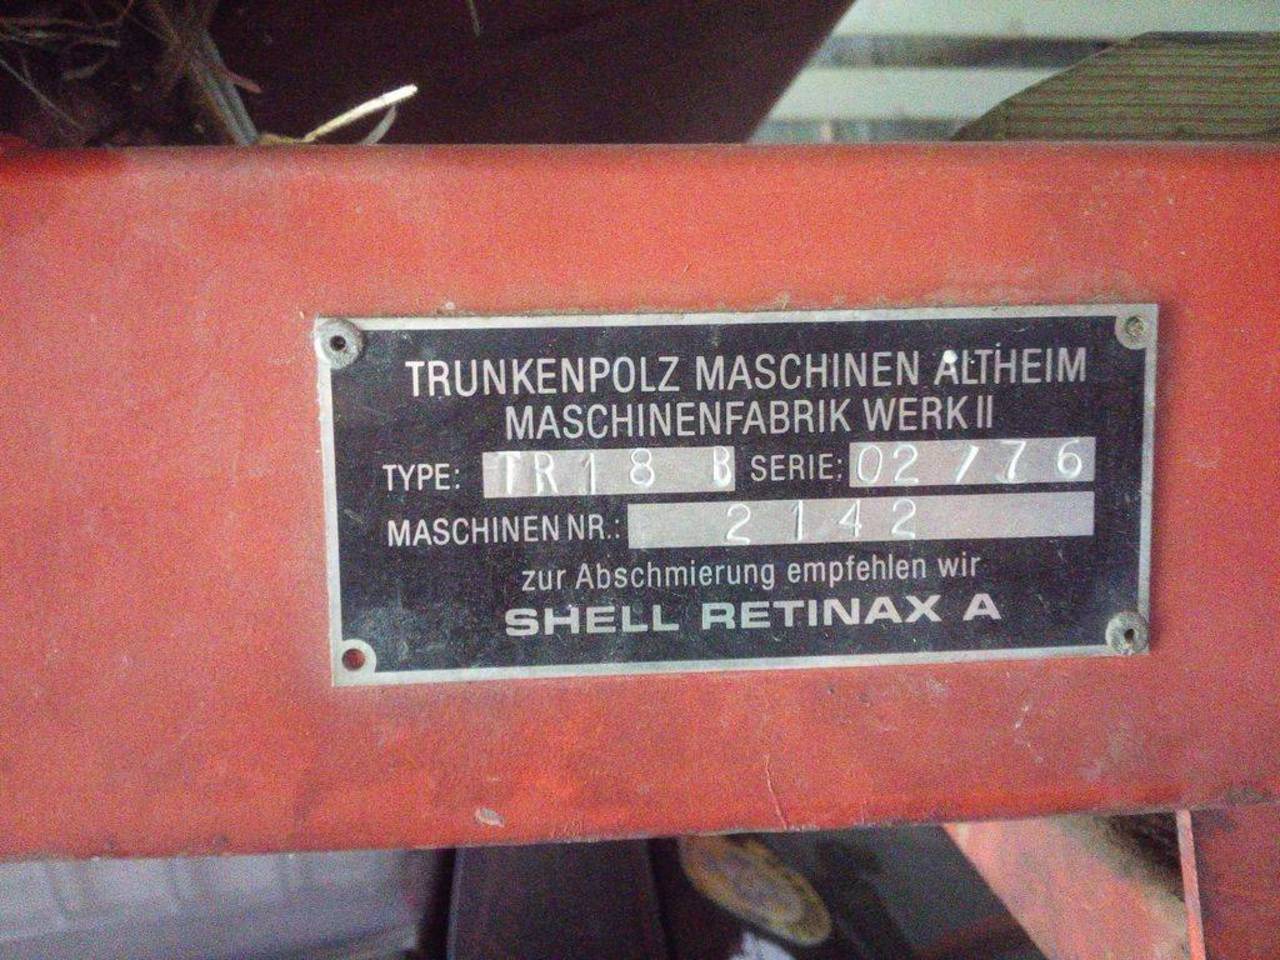 TRUNKENPOLZ MASCHINEN ALTHEIM
MASCHINENFABRIK WERK II
TYPE: TR18 B SERIE: 02/76
MASCHINEN NR.: 2142
zur Abschmierung empfehlen wir
SHELL RETINAX A